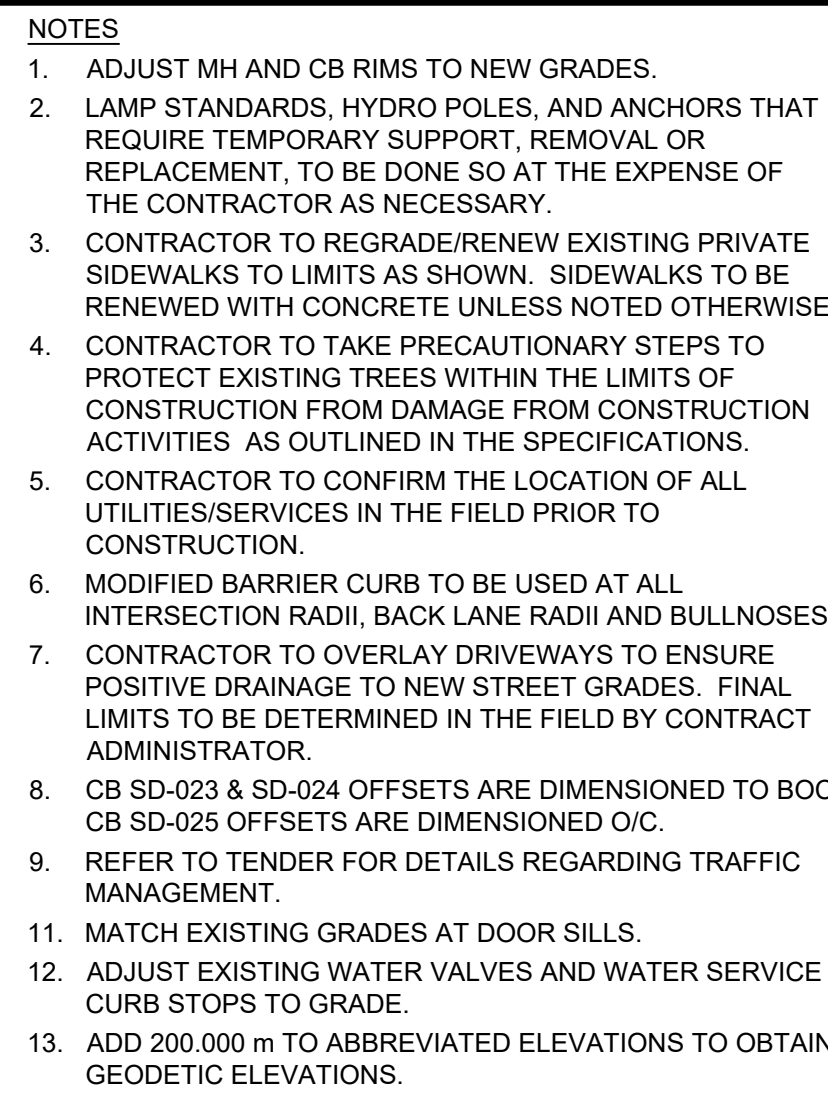 NOTES
1. ADJUST MH AND CB RIMS TO NEW GRADES.
2. LAMP STANDARDS, HYDRO POLES, AND ANCHORS THAT
REQUIRE TEMPORARY SUPPORT, REMOVAL OR
REPLACEMENT, TO BE DONE SO AT THE EXPENSE OF
THE CONTRACTOR AS NECESSARY.
3. CONTRACTOR TO REGRADE/RENEW EXISTING PRIVATE
SIDEWALKS TO LIMITS AS SHOWN. SIDEWALKS TO BE
RENEWED WITH CONCRETE UNLESS NOTED OTHERWISE
4. CONTRACTOR TO TAKE PRECAUTIONARY STEPS TO
PROTECT EXISTING TREES WITHIN THE LIMITS OF
CONSTRUCTION FROM DAMAGE FROM CONSTRUCTION
ACTIVITIES AS OUTLINED IN THE SPECIFICATIONS.
5. CONTRACTOR TO CONFIRM THE LOCATION OF ALL
UTILITIES/SERVICES IN THE FIELD PRIOR TO
CONSTRUCTION.
6. MODIFIED BARRIER CURB TO BE USED AT ALL
INTERSECTION RADII, BACK LANE RADII AND BULLNOSES
7. CONTRACTOR TO OVERLAY DRIVEWAYS TO ENSURE
POSITIVE DRAINAGE TO NEW STREET GRADES. FINAL
LIMITS TO BE DETERMINED IN THE FIELD BY CONTRACT
ADMINISTRATOR.
8. CB SD-023 & SD-024 OFFSETS ARE DIMENSIONED TO BOC
CB SD-025 OFFSETS ARE DIMENSIONED O/C.
9. REFER TO TENDER FOR DETAILS REGARDING TRAFFIC
MANAGEMENT.
11. MATCH EXISTING GRADES AT DOOR SILLS.
12. ADJUST EXISTING WATER VALVES AND WATER SERVICE
CURB STOPS TO GRADE.
13. ADD 200.000 m TO ABBREVIATED ELEVATIONS TO OBTAIN
GEODETIC ELEVATIONS.